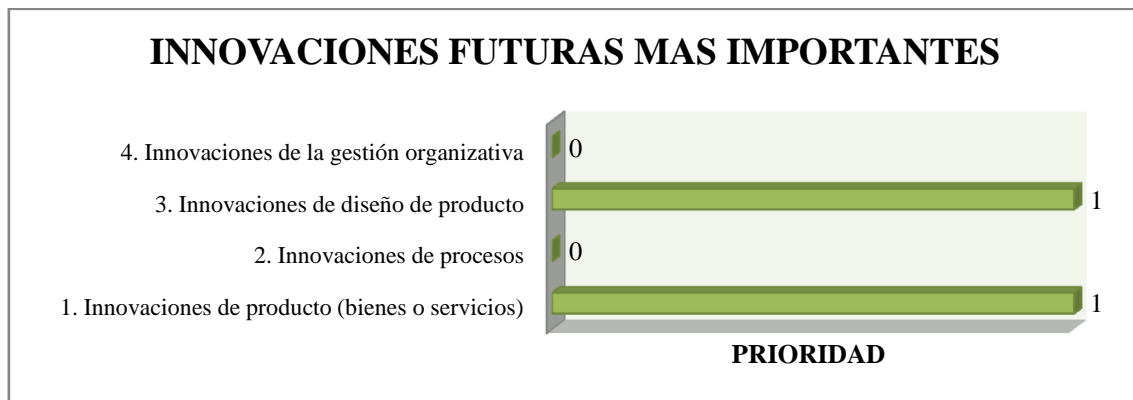 INNOVACIONES FUTURAS MAS IMPORTANTES
4. Innovaciones de la gestión organizativa
0
3. Innovaciones de diseño de producto
1
2. Innovaciones de procesos
0
1. Innovaciones de producto (bienes o servicios)
1
PRIORIDAD